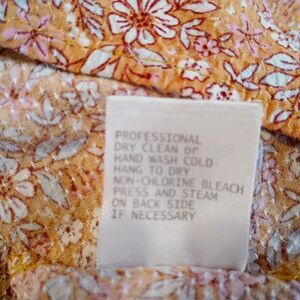 PROFESSIONAL
DRY CLEAN or
HAND WASH COLD
HANG TO DRY
NON-CHLORINE BLEACH
PRESS AND STEAM
ON BACK SIDE
IF NECESSARY